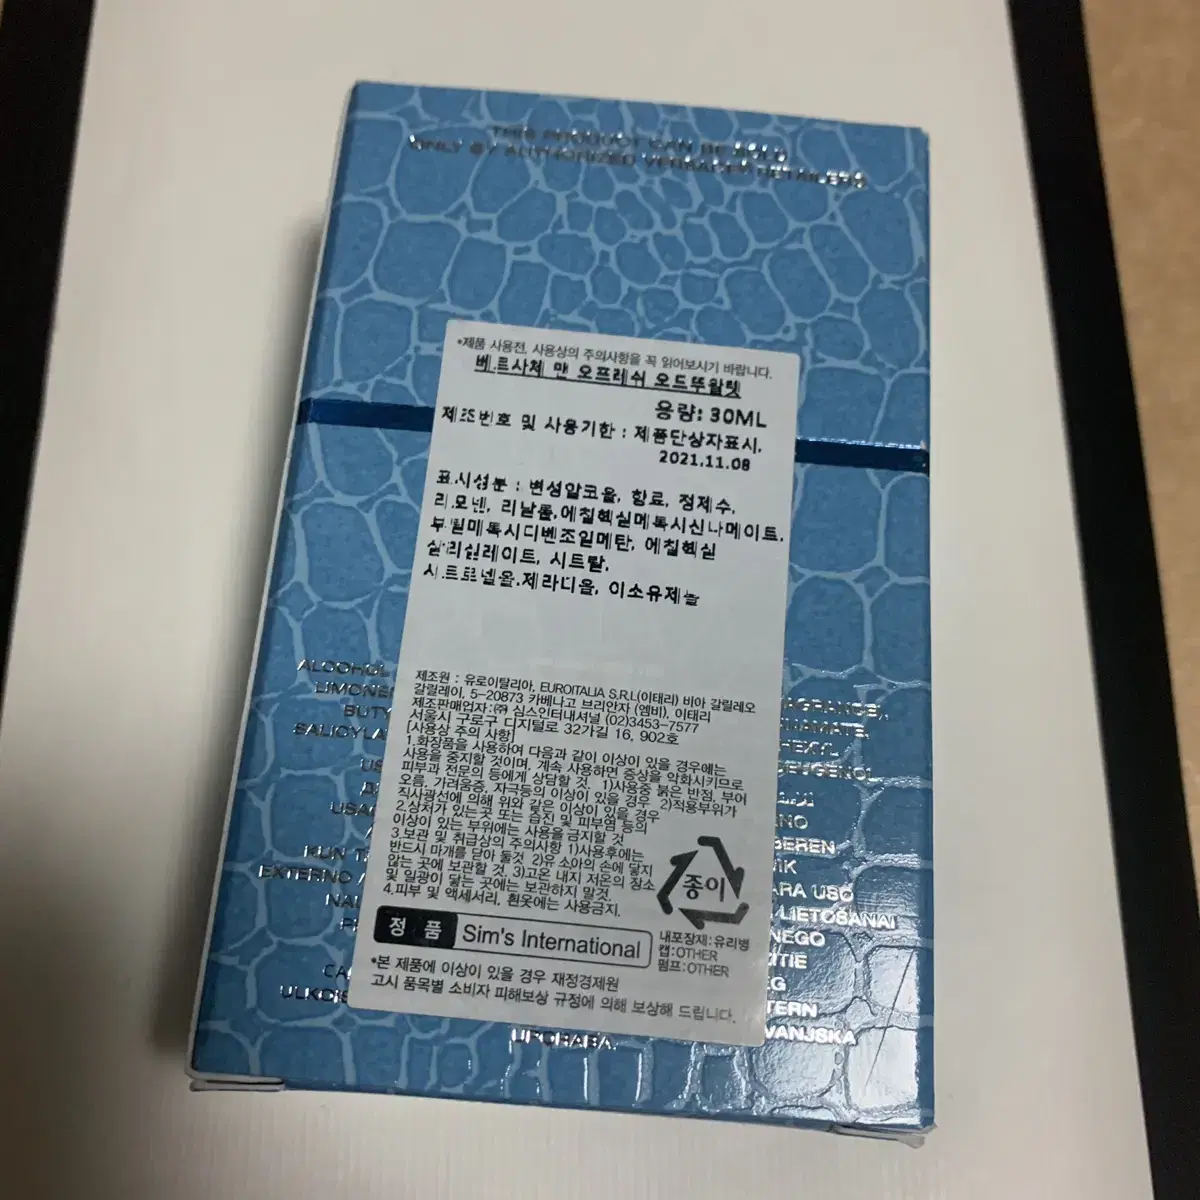 THIS PRODUCT CAN BE SOLD
ONLY BY AUTHORIZED VERSACE RETAILERS
*제품 사용전, 사용상의 주의사항을 꼭 읽어보시기 바랍니다.
베르사체 맨 오프레쉬 오드뚜왈렛
용량: 30ML
제조번호 및 사용기한 : 제품단상자표시.
2021.11.08
표시성분 : 변성알코올, 향료, 정제수,
리모넨, 리날룰,에칠헥실메톡시신나메이트,
부틸메톡시디벤조일메탄, 에칠헥실
살리실레이트, 시트랄,
시트로넬올,제라니올, 이소유제놀
제조원 : 유로이탈리아, EUROITALIA S.R.L(이태리) 비아 갈릴레오
갈릴레이, 5-20873 카베나고 브리안자 (엠비), 이태리
제조판매업자:㈜ 심스인터내셔널 (02)3453-7577
서울시 구로구 디지털로 32가길 16, 902호
[사용상 주의 사항]
1.화장품을 사용하여 다음과 같이 이상이 있을 경우에는
사용을 중지할 것이며, 계속 사용하면 증상을 악화시키므로
피부과, 전문의 등에게 상담할 것. 1)사용중 붉은 반점, 부어
오름, 가려움증, 자극등의 이상이 있을 경우 2)적용부위가
직사광선에 의해 위와 같은 이상이 있을 경우
2.상처가 있는 곳 또는 습진 및 피부염 등의
이상이 있는 부위에는 사용을 금지할 것
3.보관 및 취급상의 주의사항 1)사용후에는
반드시 마개를 닫아 둘것. 2)유 소아의 손에 닿지
않는 곳에 보관할 것. 3)고온 내지 저온의 장소
및 일광이 닿는 곳에는 보관하지 말것.
4.피부 및 액세서리, 흰옷에는 사용금지.
종이
정 품 Sim's International
내포장재:유리병
캡:OTHER
펌프:OTHER
*본 제품에 이상이 있을 경우 재정경제원
고시 품목별 소비자 피해보상 규정에 의해 보상해 드립니다.
ALCOHOL
LIMONE
BUTY
SALICYLA
HEXYL
EUGENOL
BEREN
ARA USO
EXTERNO
LIETOŠANAI
NEGO
TERN
VANJSKA
UPORABA.